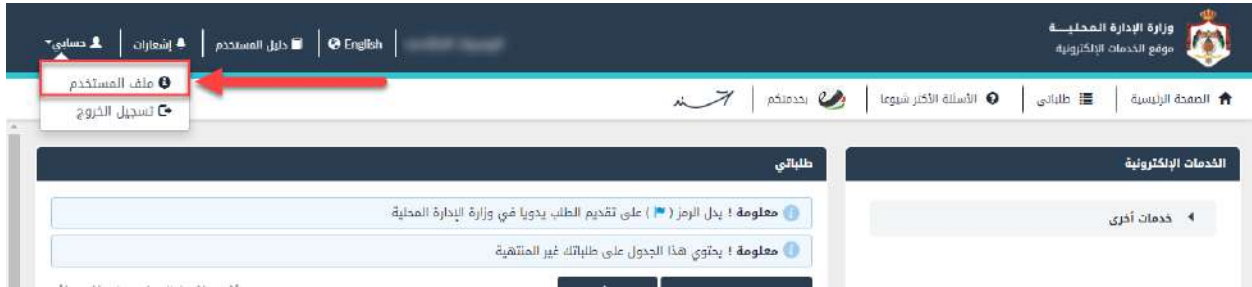 وزارة الإدارة المحليـــة
موقع الخدمات الإلكترونية
English
دليل المستخدم
إشعارات
حسابي
ملف المستخدم
تسجيل الخروج
الصفحة الرئيسية
طلباتي
الأسئلة الأكثر شيوعا
بخدمتكم
سند
الخدمات الإلكترونية
خدمات أخرى
طلباتي
معلومة ! يدل الرمز ( ) على تقديم الطلب يدويا في وزارة الإدارة المحلية
معلومة ! يحتوي هذا الجدول على طلباتك غير المنتهية